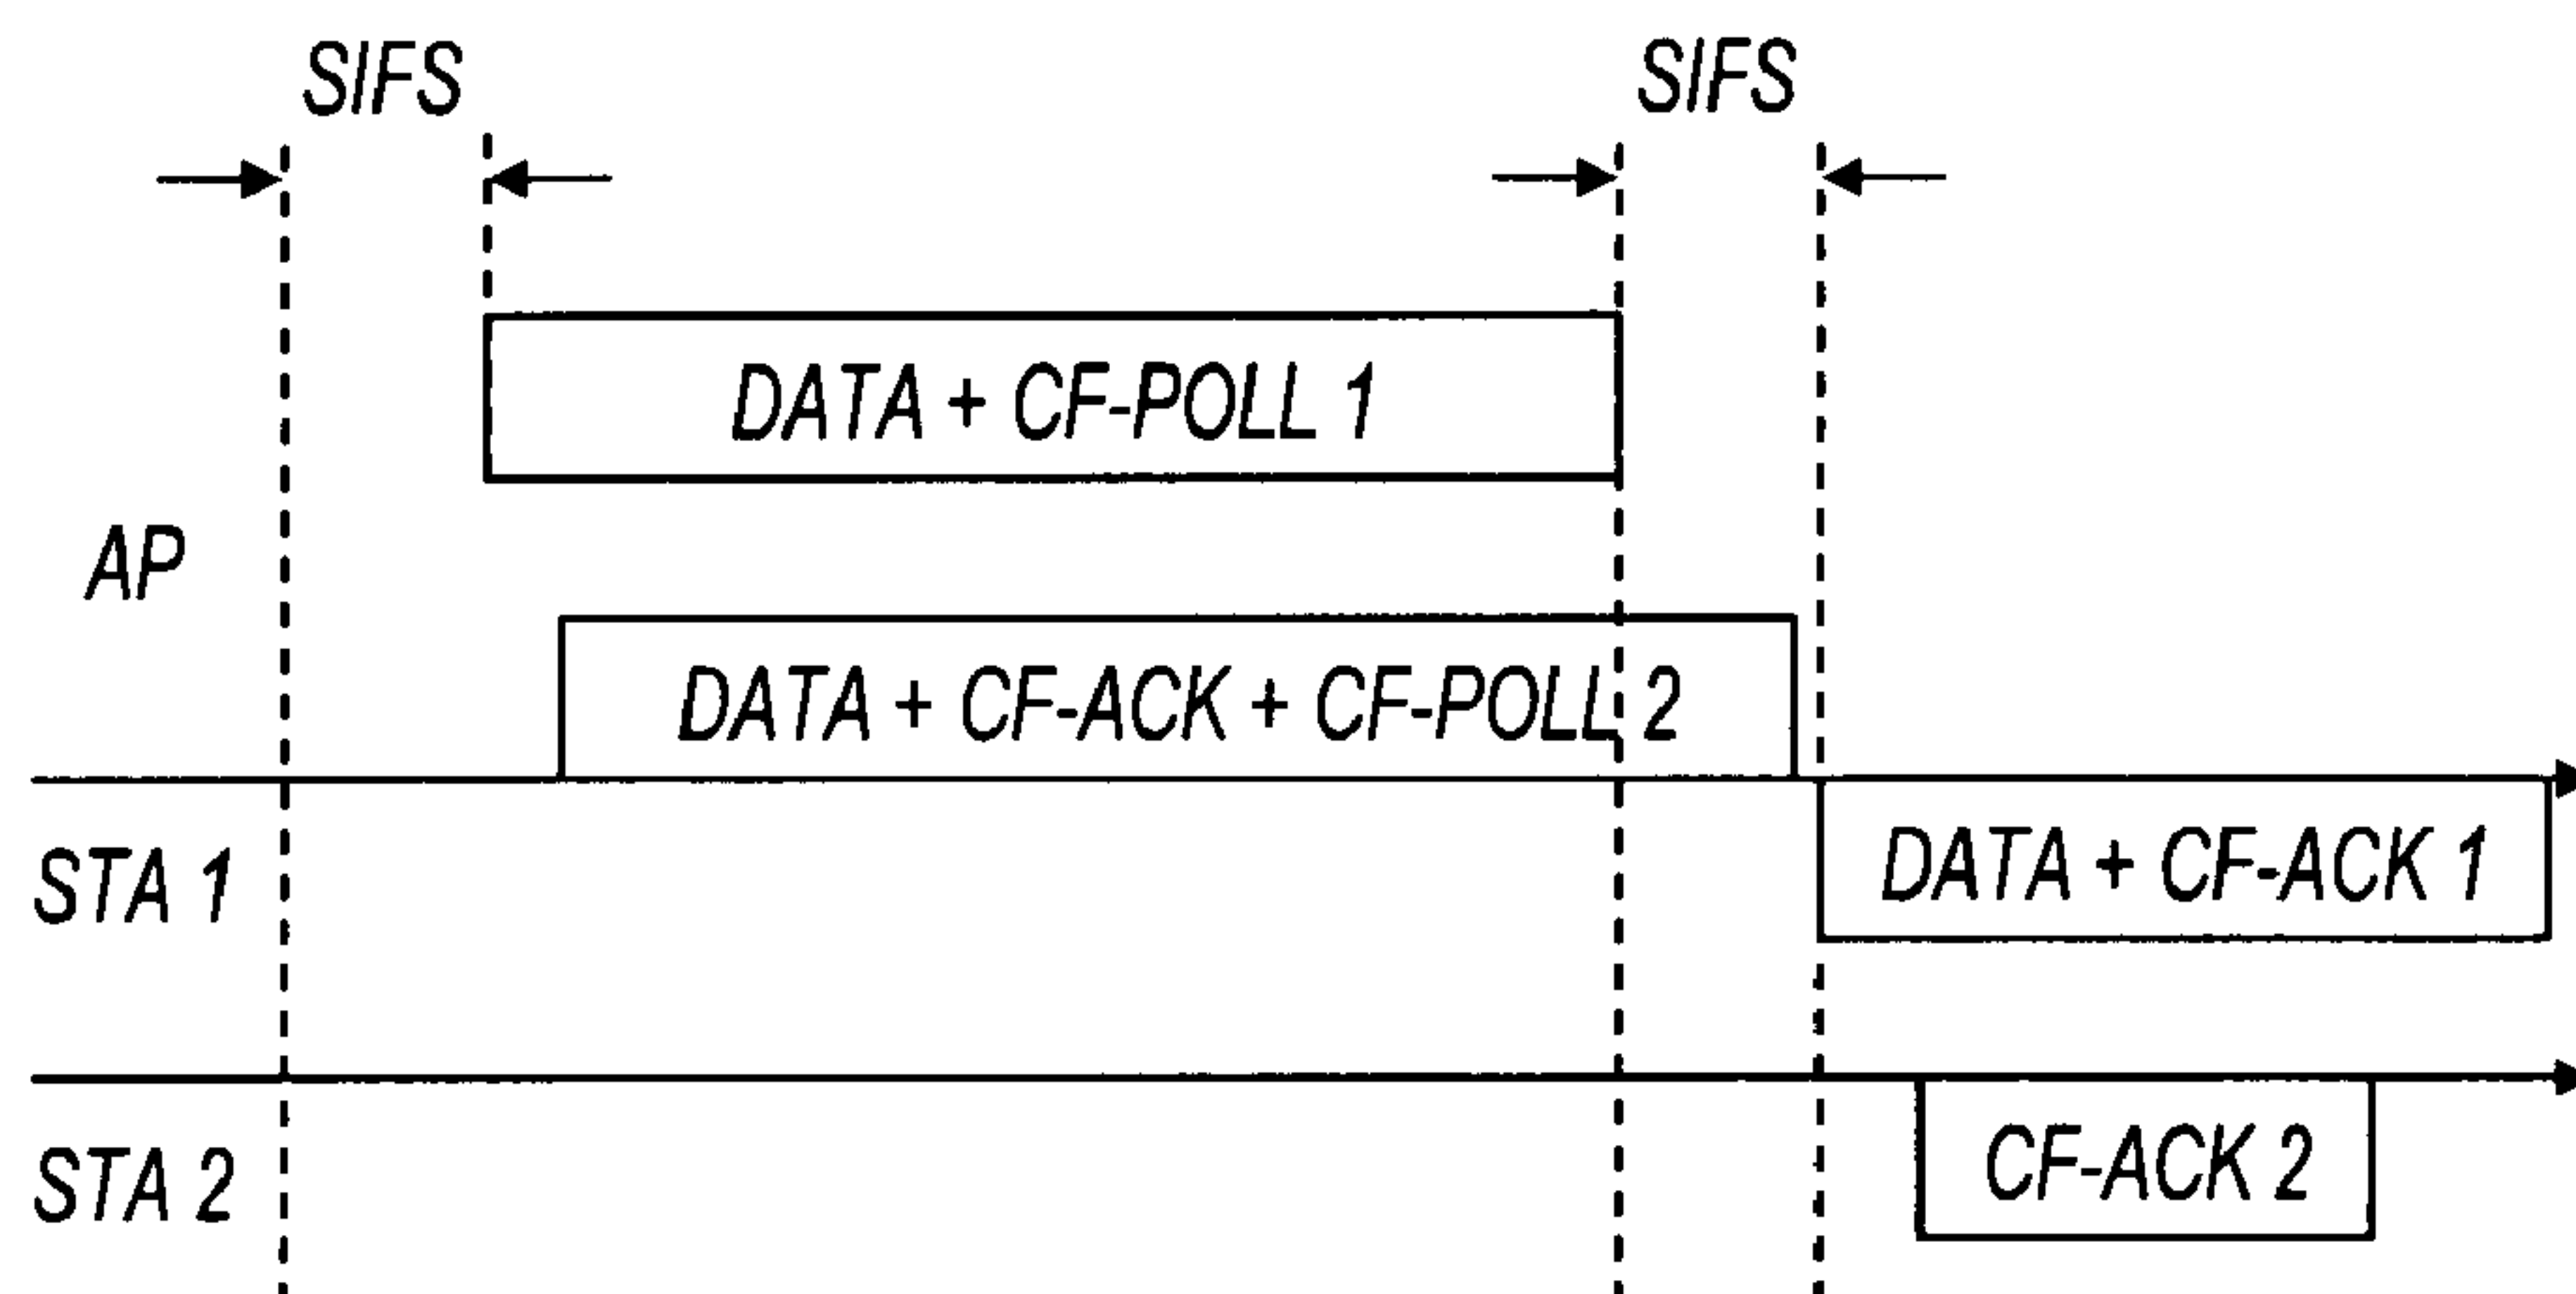 SIFS
SIFS
DATA + CF-POLL 1
AP
DATA + CF-ACK + CF-POLL 2
STA 1
DATA + CF-ACK 1
STA 2
CF-ACK 2